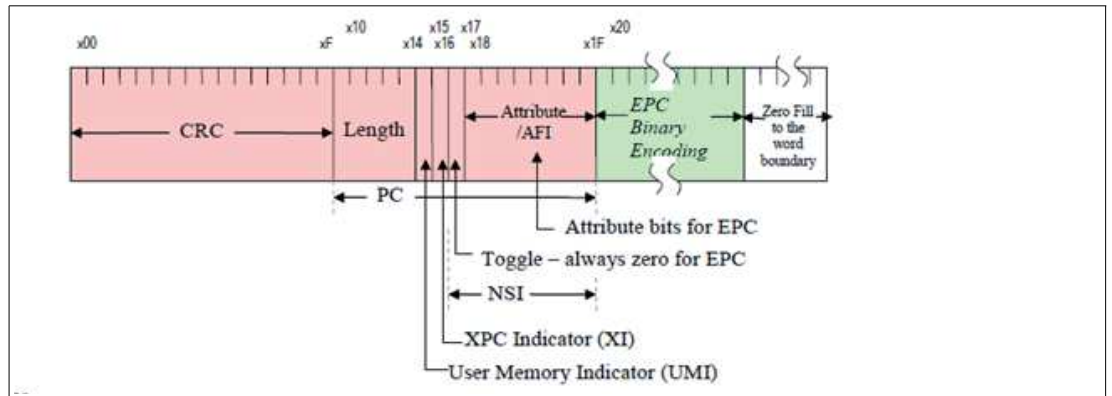 x00
xF
x10
x14
x15
x16
x17
x18
x1F
x20
CRC
Length
Attribute
/AFI
EPC
Binary
Encoding
Zero Fill
to the
word
boundary
PC
Attribute bits for EPC
Toggle – always zero for EPC
NSI
XPC Indicator (XI)
User Memory Indicator (UMI)